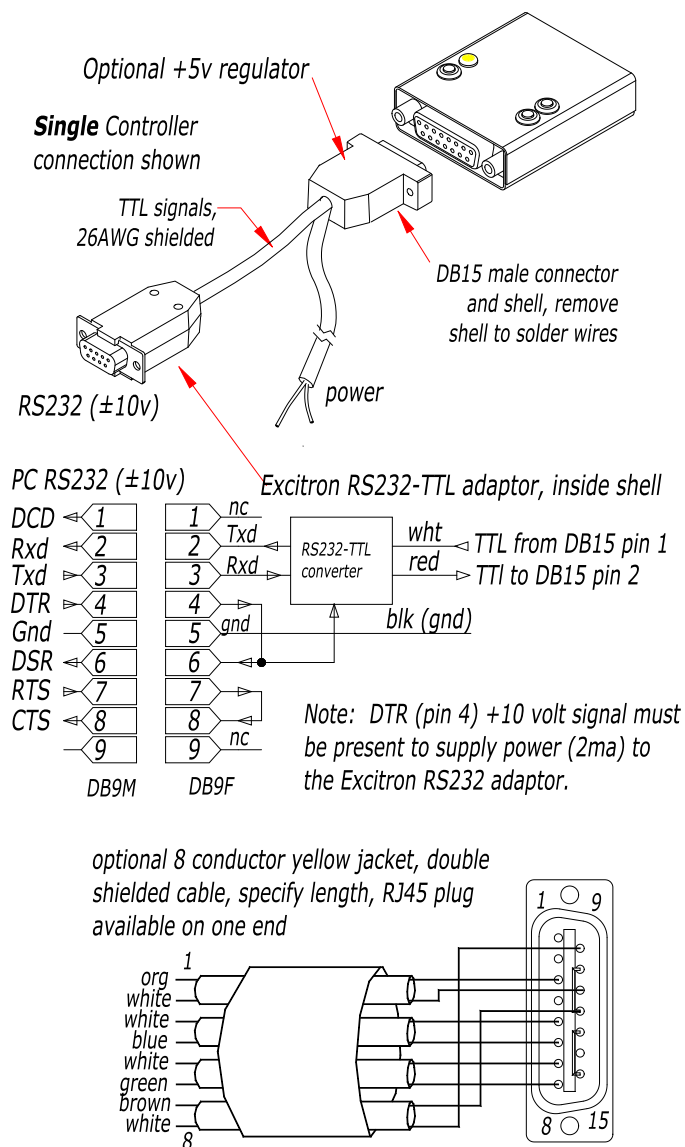 Optional +5v regulator
Single Controller
connection shown
TTL signals,
26AWG shielded
DB15 male connector
and shell, remove
shell to solder wires
RS232 (±10v)
power
PC RS232 (±10v)
Excitron RS232-TTL adaptor, inside shell
DCD 1 1 nc
Rxd 2 2 Txd
Txd 3 3 Rxd
DTR 4 4
Gnd 5 5 gnd
DSR 6 6
RTS 7 7
CTS 8 8
9 9 nc
DB9M DB9F
RS232-TTL
converter
wht TTL from DB15 pin 1
red TTl to DB15 pin 2
blk (gnd)
Note: DTR (pin 4) +10 volt signal must
be present to supply power (2ma) to
the Excitron RS232 adaptor.
optional 8 conductor yellow jacket, double
shielded cable, specify length, RJ45 plug
available on one end
1
org
white
white
blue
white
green
brown
white
8
1 9
8 15